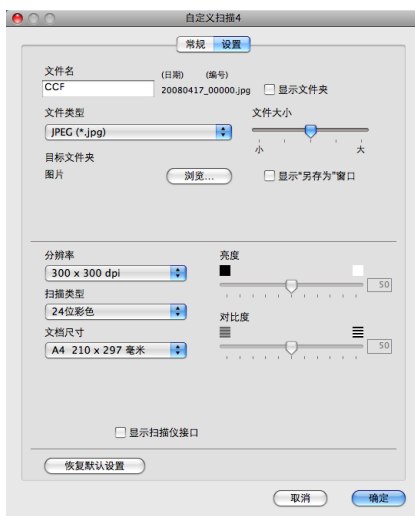 自定义扫描4
常规 设置
文件名
(日期) (编号)
CCF 20080417_00000.jpg 显示文件夹
文件类型 文件大小
JPEG (*.jpg)
小 大
目标文件夹
图片 浏览... 显示"另存为"窗口
分辨率 亮度
300 x 300 dpi
50
扫描类型
24位彩色 对比度
文档尺寸
A4 210 x 297 毫米 50
显示扫描仪接口
恢复默认设置
取消 确定